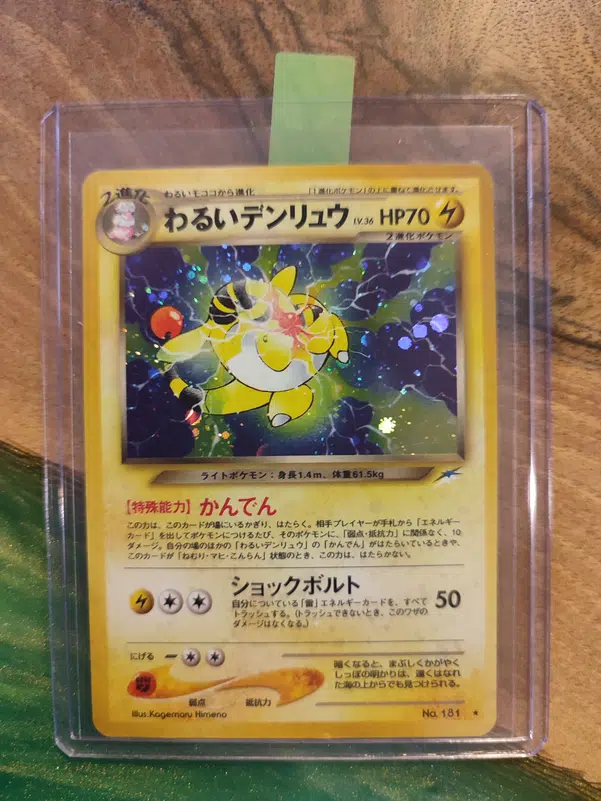 2進化
わるいモココから進化
「1進化ポケモン」の上に重ねて進化させます。
わるいデンリュウ LV.36 HP70
2進化ポケモン
ライトポケモン:身長1.4m、体重61.5kg
【特殊能力】かんでん
この力は、このカードが場にいるかぎり、はたらく。相手プレイヤーが手札から「エネルギー
カード」を出してポケモンにつけるたび、そのポケモンに、「弱点・抵抗力」に関係なく、10
ダメージ。自分の場のほかの「わるいデンリュウ」の「かんでん」がはたらいているときや、
このカードが「ねむり・マヒ・こんらん」状態のとき、この力は、はたらかない。
ショックボルト 50
自分についている「雷」エネルギーカードを、すべて
トラッシュする。(トラッシュできないとき、このワザの
ダメージはなくなる。)
にげる
暗くなると、まぶしくかがやく
しっぽの明かりは、遠くはなれ
た海の上からでも見つけられる。
弱点 抵抗力
Illus.Kagemaru Himeno
No.181